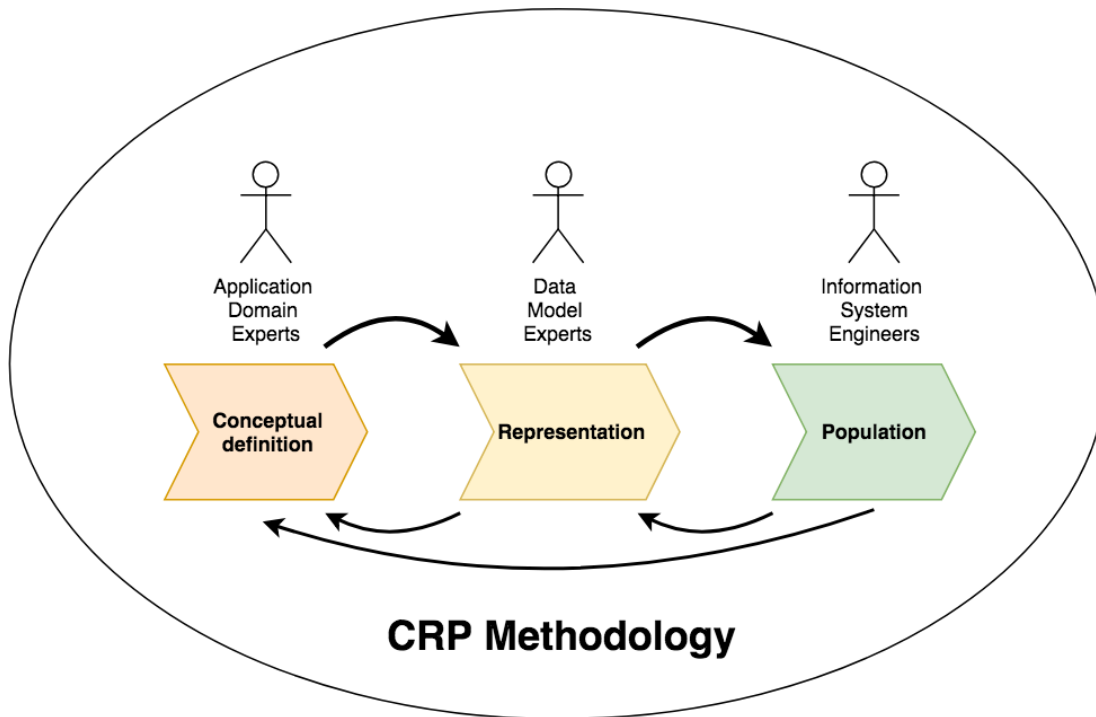 Application
Domain
Experts
Data
Model
Experts
Information
System
Engineers
Conceptual
definition
Representation
Population
CRP Methodology